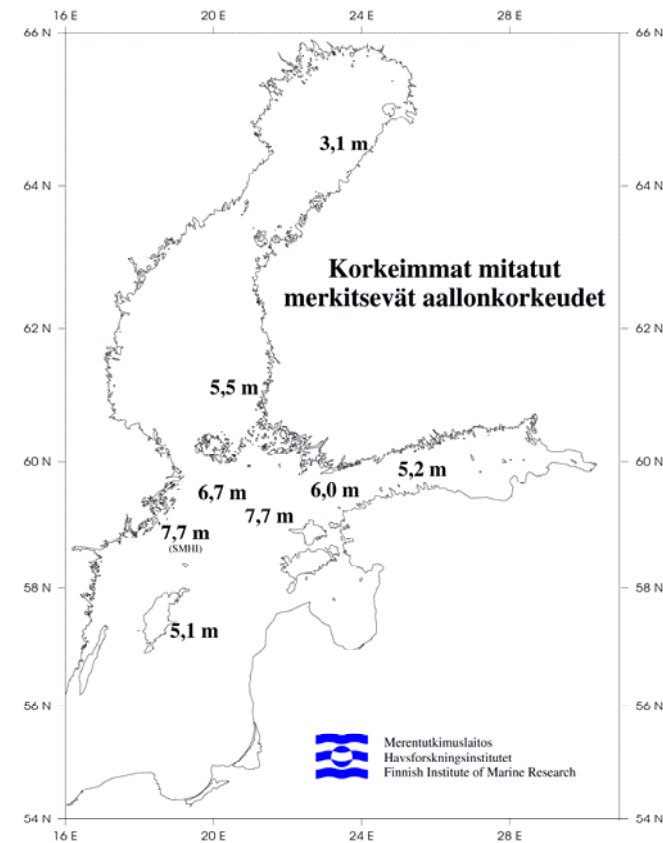 16 E 20 E 24 E 28 E
66 N 66 N
3,1 m
64 N 64 N
Korkeimmat mitatut
merkitsevät aallonkorkeudet
62 N 62 N
5,5 m
60 N 5,2 m 60 N
6,7 m 6,0 m
7,7 m
7,7 m
(SMHI)
58 N 58 N
5,1 m
56 N 56 N
Merentutkimuslaitos
Havsforskningsinstitutet
Finnish Institute of Marine Research
54 N 54 N
16 E 20 E 24 E 28 E